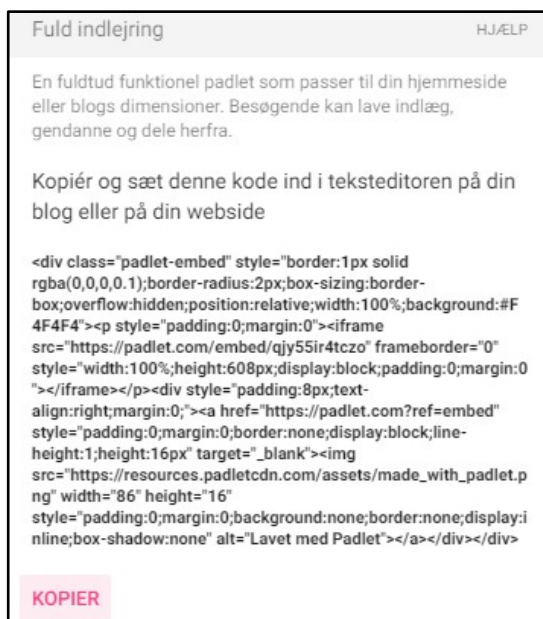 Fuld indlejring
HJÆLP
En fuldtud funktionel padlet som passer til din hjemmeside
eller blogs dimensioner. Besøgende kan lave indlæg,
gendanne og dele herfra.
Kopiér og sæt denne kode ind i teksteditoren på din
blog eller på din webside
<div class="padlet-embed" style="border:1px solid
rgba(0,0,0,0.1);border-radius:2px;box-sizing:border-
box;overflow:hidden;position:relative;width:100%;background:#F
4F4F4"><p style="padding:0;margin:0"><iframe
src="https://padlet.com/embed/qjy55ir4tczo" frameborder="0"
style="width:100%;height:608px;display:block;padding:0;margin:0
"></iframe></p><div style="padding:8px;text-
align:right;margin:0;"><a href="https://padlet.com?ref=embed"
style="padding:0;margin:0;border:none;display:block;line-
height:1;height:16px" target="_blank"><img
src="https://resources.padletcdn.com/assets/made_with_padlet.p
ng" width="86" height="16"
style="padding:0;margin:0;background:none;border:none;display:i
nline;box-shadow:none" alt="Lavet med Padlet"></a></div></div>
KOPIER